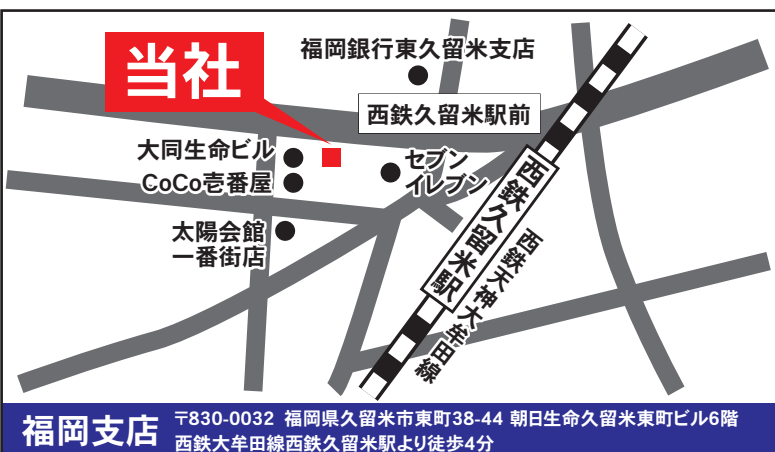 福岡銀行東久留米支店
当社
西鉄久留米駅前
大同生命ビル
CoCo壱番屋
セブン
イレブン
太陽会館
一番街店
西鉄久留米駅
西鉄天神大牟田線
福岡支店
〒830-0032 福岡県久留米市東町38-44 朝日生命久留米東町ビル6階
西鉄大牟田線西鉄久留米駅より徒歩4分